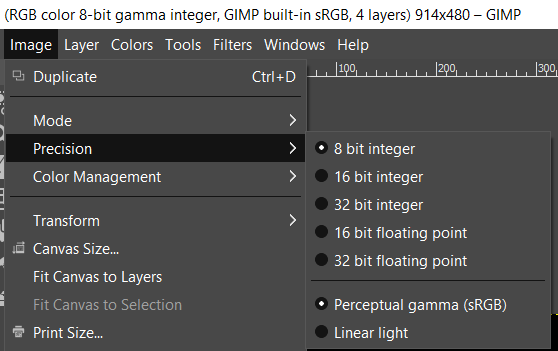 (RGB color 8-bit gamma integer, GIMP built-in sRGB, 4 layers) 914x480 – GIMP
Image Layer Colors Tools Filters Windows Help
Duplicate Ctrl+D
100 200 300
Mode
Precision
Color Management
Transform
Canvas Size...
Fit Canvas to Layers
Fit Canvas to Selection
Print Size...
8 bit integer
16 bit integer
32 bit integer
16 bit floating point
32 bit floating point
Perceptual gamma (sRGB)
Linear light